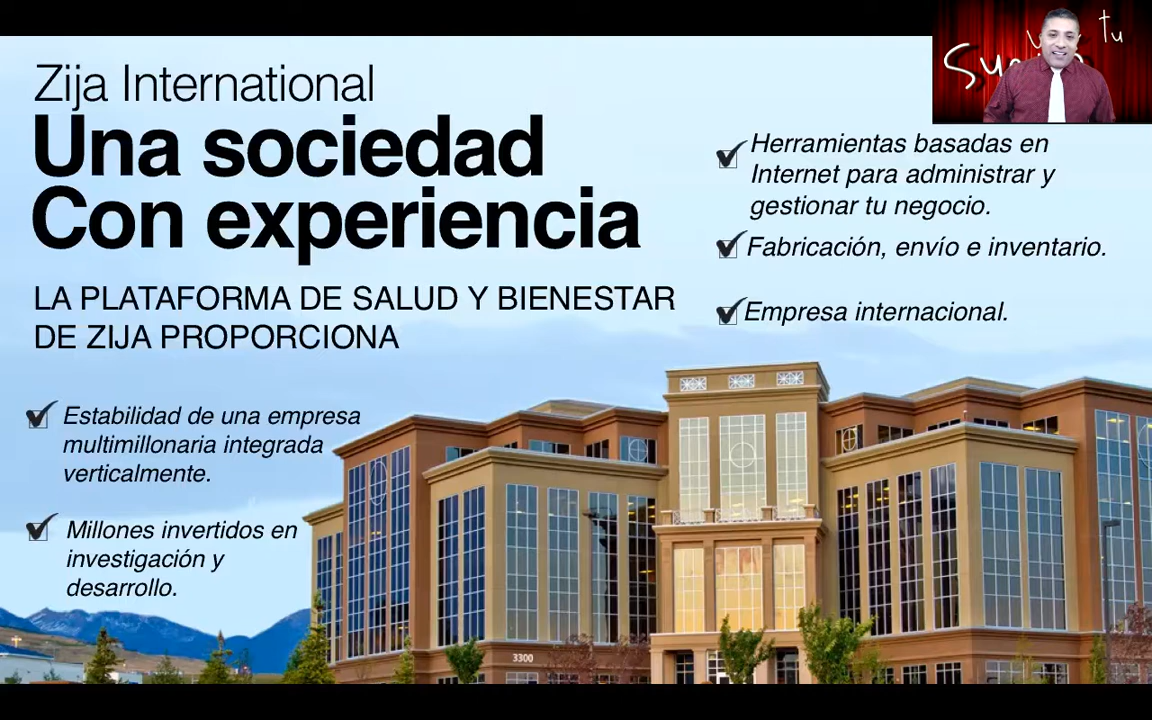 Zija International
Una sociedad
Con experiencia
LA PLATAFORMA DE SALUD Y BIENESTAR
DE ZIJA PROPORCIONA
Estabilidad de una empresa
multimillonaria integrada
verticalmente.
Millones invertidos en
investigación y
desarrollo.
Herramientas basadas en
Internet para administrar y
gestionar tu negocio.
Fabricación, envío e inventario.
Empresa internacional.
tu
3300